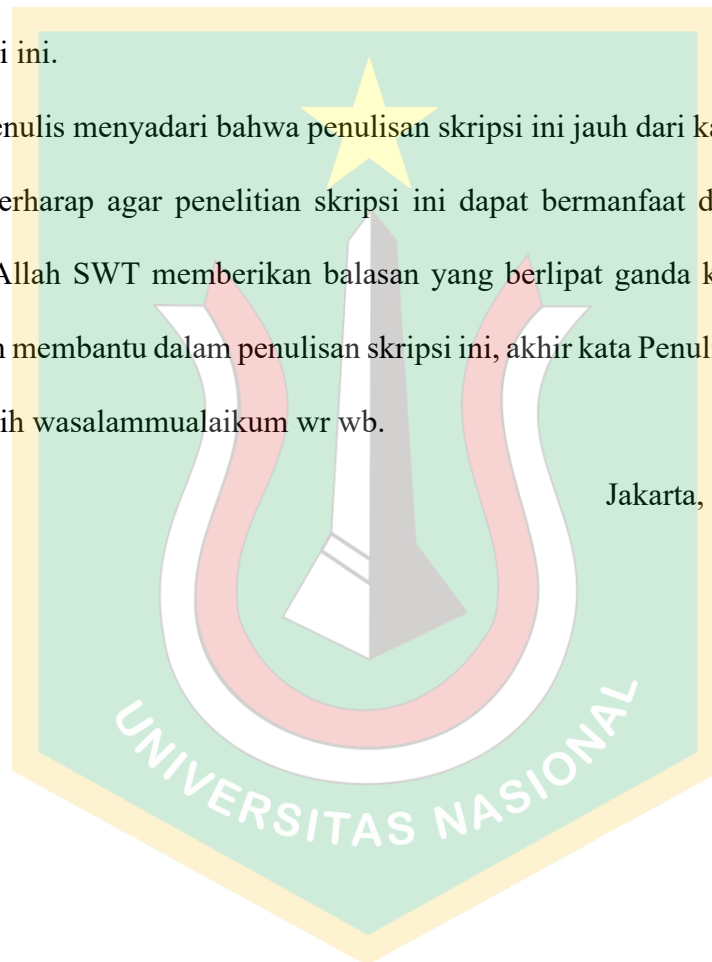 i ini.
enulis menyadari bahwa penulisan skripsi ini jauh dari ka
erharap agar penelitian skripsi ini dapat bermanfaat d
Allah SWT memberikan balasan yang berlipat ganda k
membantu dalam penulisan skripsi ini, akhir kata Penuli
ih wasalammualaikum wr wb.
Jakarta,
UNIVERSITAS NASIONAL